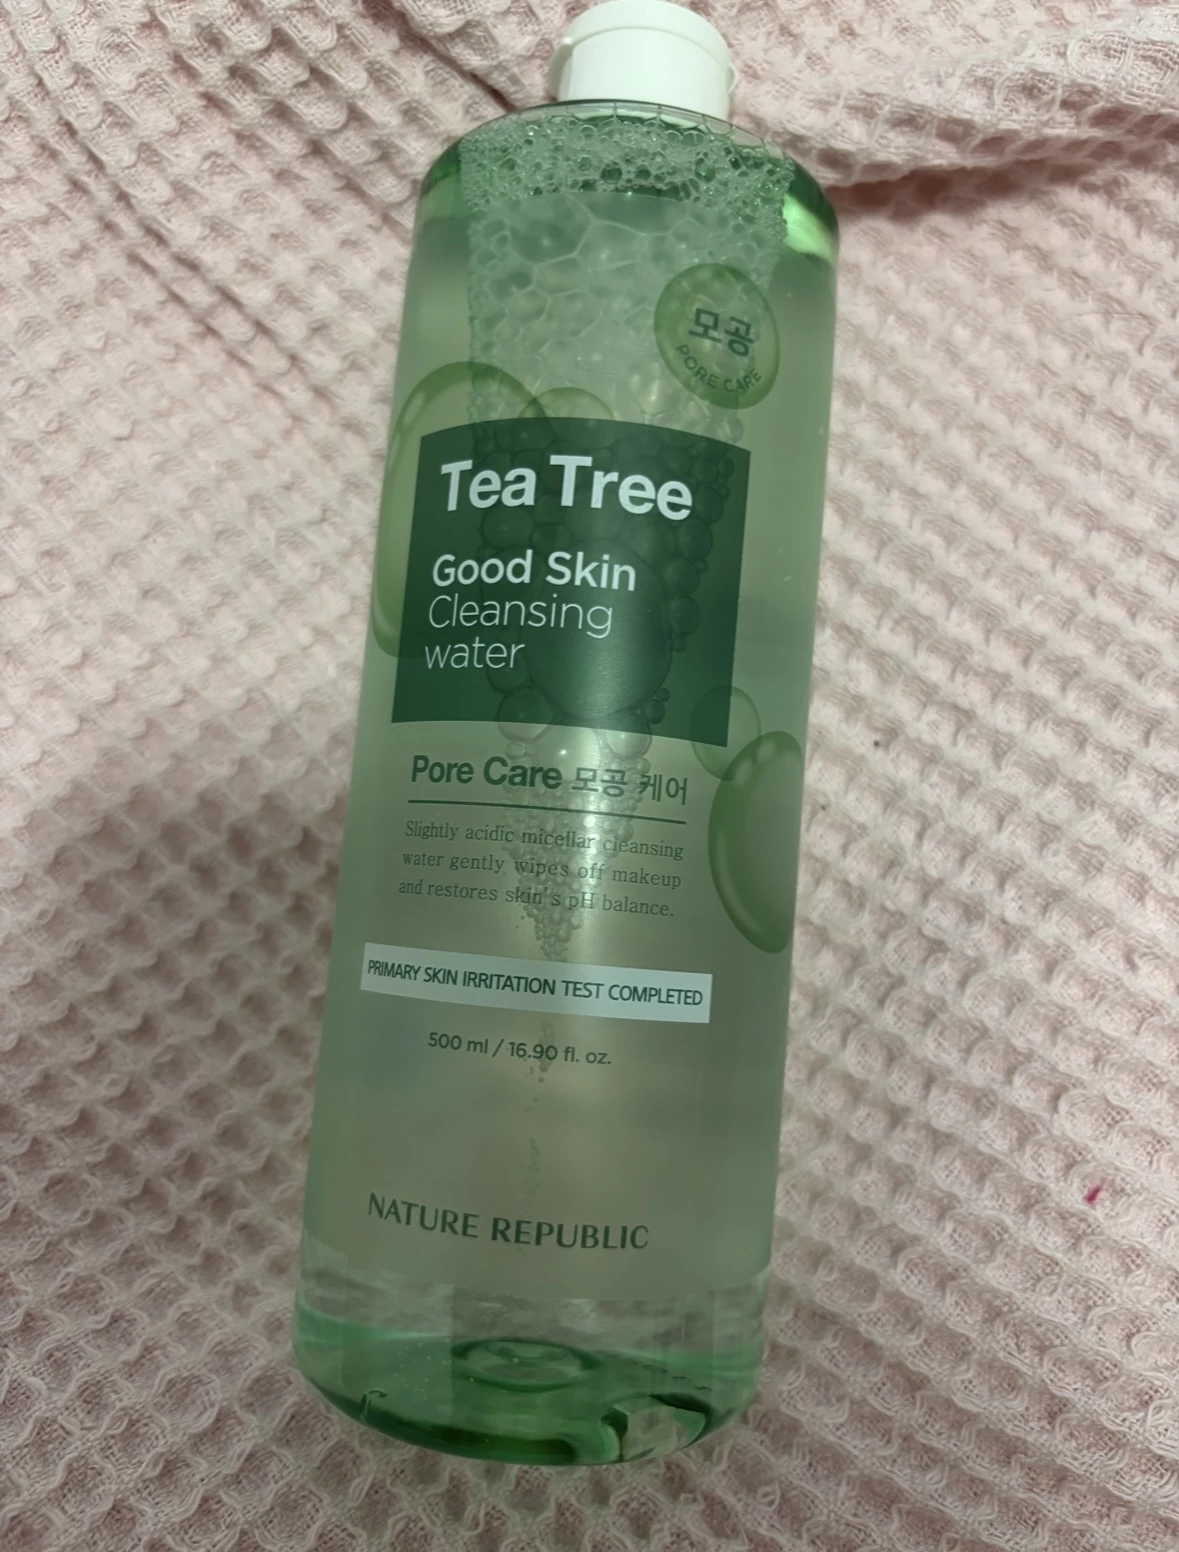 모공
PORE CARE
Tea Tree
Good Skin
Cleansing
water
Pore Care 모공 케어
Slightly acidic micellar cleansing
water gently wipes off makeup
and restores skin's pH balance.
PRIMARY SKIN IRRITATION TEST COMPLETED
500 ml / 16.90 fl. oz.
NATURE REPUBLIC